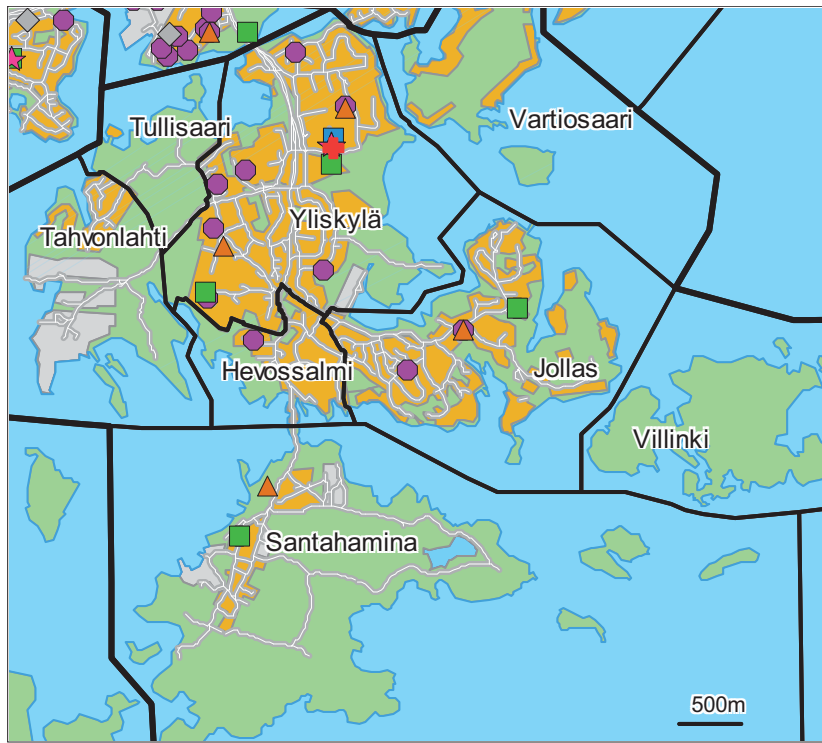 Vartiosaari
Tullisaari
Yliskylä
Tahvonlahti
Hevossalmi
Jollas
Villinki
Santahamina
500m